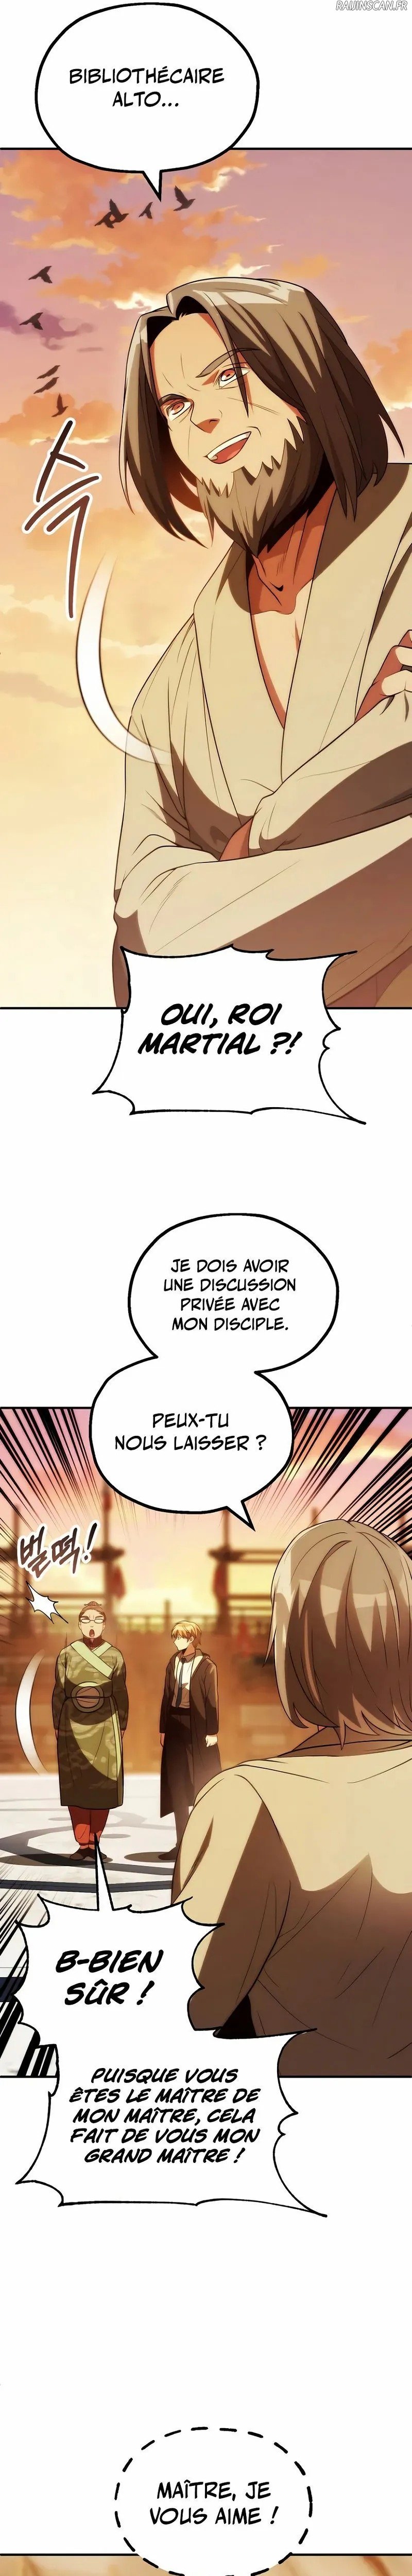 RAIJINSCAN.FR
BIBLIOTHÉCAIRE
ALTO...
OUI, ROI
MARTIAL ?!
JE DOIS AVOIR
UNE DISCUSSION
PRIVÉE AVEC
MON DISCIPLE.
PEUX-TU
NOUS LAISSER ?
벌떡!
B-BIEN
SÛR !
PUISQUE VOUS
ÊTES LE MAÎTRE DE
MON MAÎTRE, CELA
FAIT DE VOUS MON
GRAND MAÎTRE !
MAÎTRE, JE
VOUS AIME !